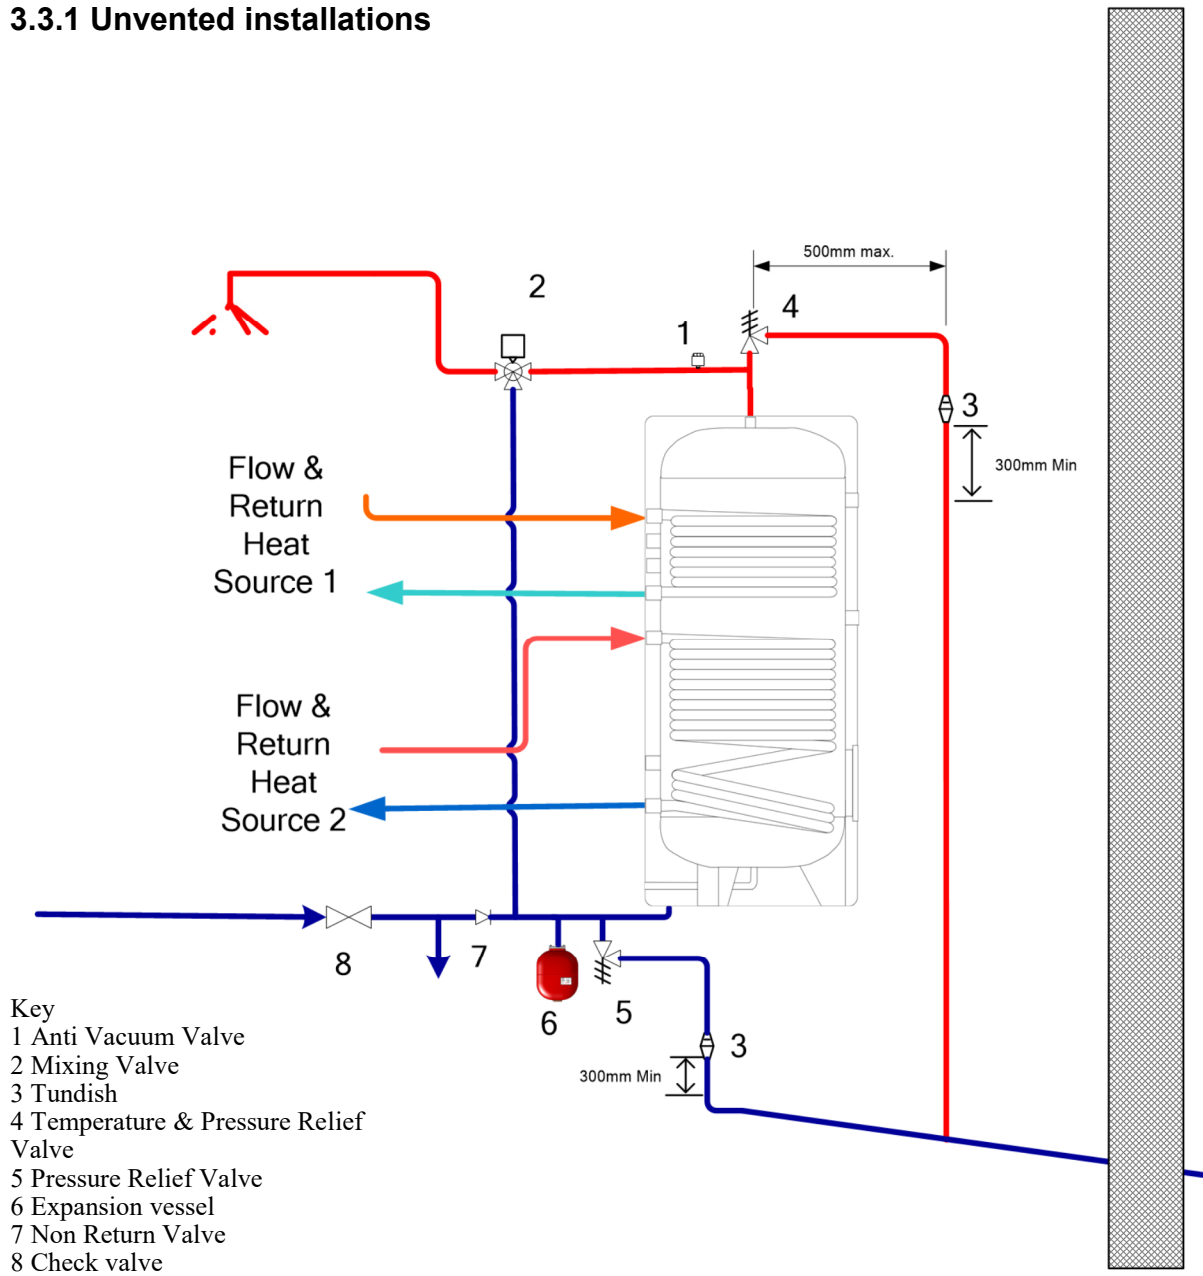 3.3.1 Unvented installations
500mm max.
2
4
1
3
300mm Min
Flow &
Return
Heat
Source 1
Flow &
Return
Heat
Source 2
8
7
6
5
3
300mm Min
Key
1 Anti Vacuum Valve
2 Mixing Valve
3 Tundish
4 Temperature & Pressure Relief
Valve
5 Pressure Relief Valve
6 Expansion vessel
7 Non Return Valve
8 Check valve